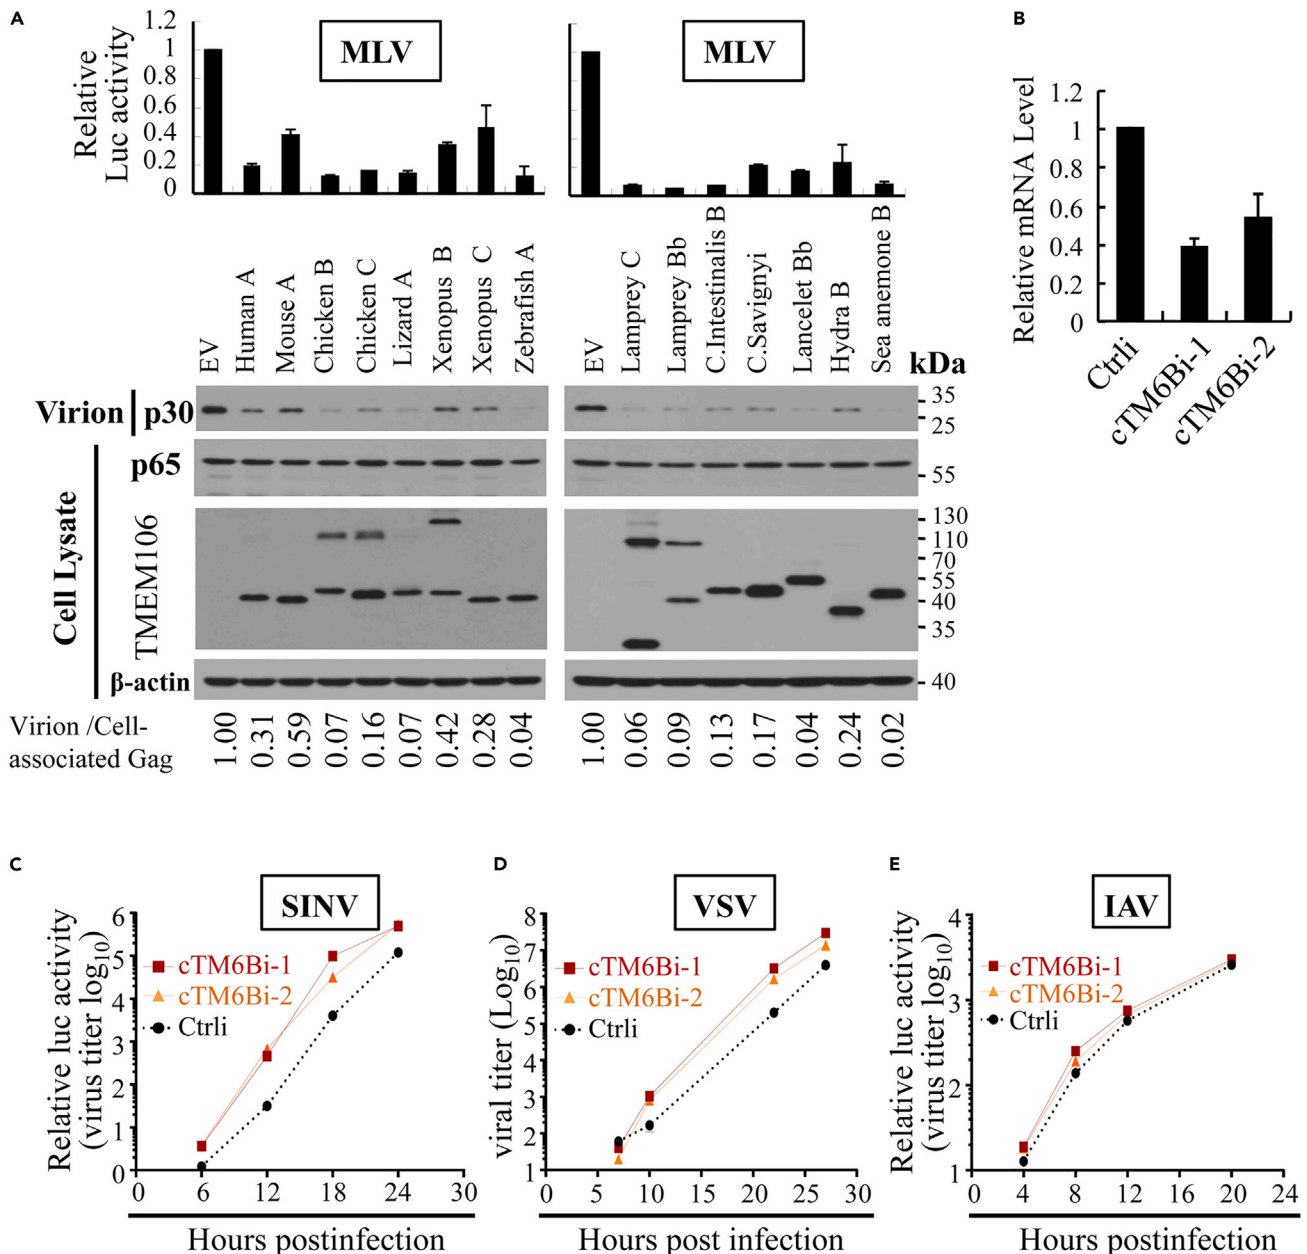 A
1.2
1
0.8
0.6
0.4
0.2
0
Relative
Luc activity
MLV
MLV
EV
Human A
Mouse A
Chicken B
Chicken C
Lizard A
Xenopus B
Xenopus C
Zebrafish A
EV
Lamprey C
Lamprey Bb
C.Intestinalis B
C.Savignyi
Lancelet Bb
Hydra B
Sea anemone B
kDa
Virion
p30
35
25
Cell Lysate
p65
55
TMEM106
130
110
70
55
40
35
β-actin
40
Virion /Cell-
associated Gag
1.00
0.31
0.59
0.07
0.16
0.07
0.42
0.28
0.04
1.00
0.06
0.09
0.13
0.17
0.04
0.24
0.02
B
Relative mRNA Level
1.2
1
0.8
0.6
0.4
0.2
0
Ctrli
cTM6Bi-1
cTM6Bi-2
C
SINV
Relative luc activity
(virus titer log10)
6
5
4
3
2
1
0
cTM6Bi-1
cTM6Bi-2
Ctrli
0 6 12 18 24 30
Hours postinfection
D
VSV
viral titer (Log10)
8
7
6
5
4
3
2
1
cTM6Bi-1
cTM6Bi-2
Ctrli
0 5 10 15 20 25 30
Hours post infection
E
IAV
Relative luc activity
(virus titer log10)
4
3
2
1
cTM6Bi-1
cTM6Bi-2
Ctrli
0 4 8 12 16 20 24
Hours postinfection